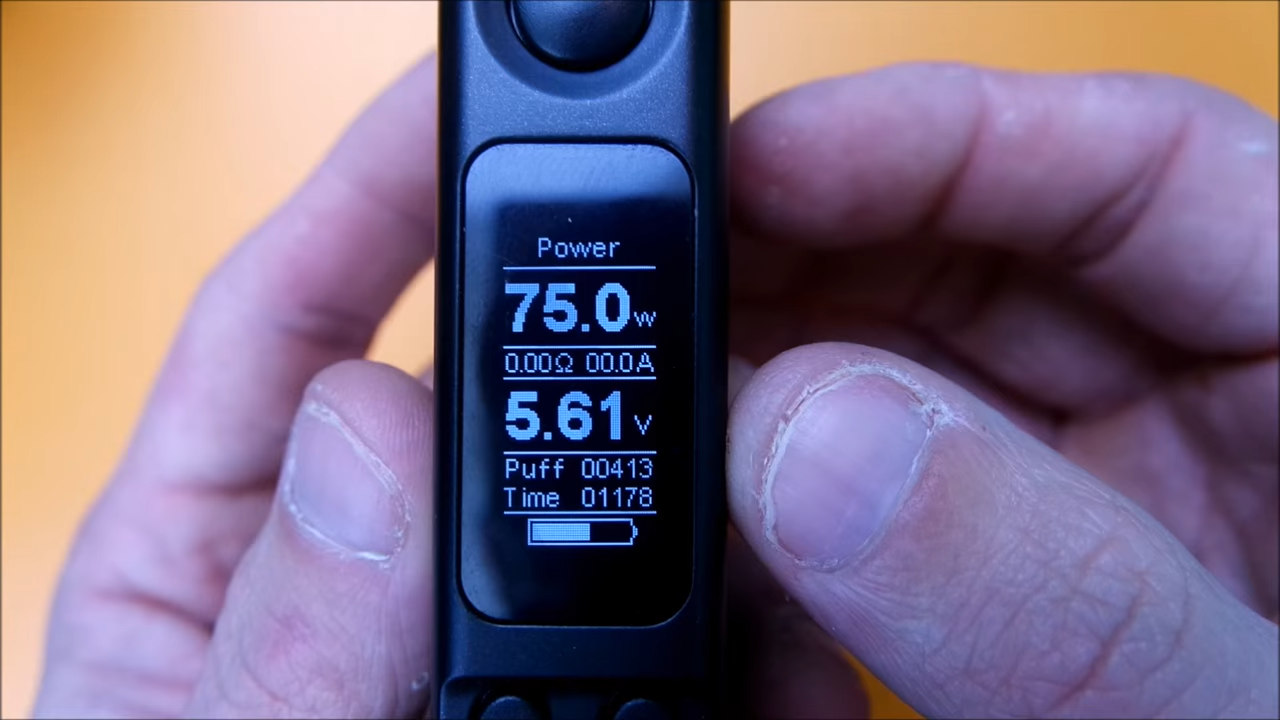 Power
75.0W
0.00Ω 00.0A
5.61V
Puff 00413
Time 01178